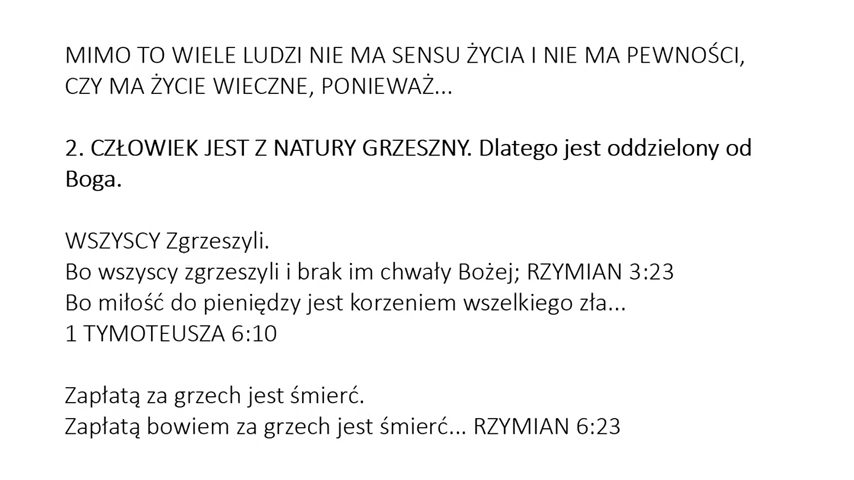 MIMO TO WIELE LUDZI NIE MA SENSU ŻYCIA I NIE MA PEWNOŚCI,
CZY MA ŻYCIE WIECZNE, PONIEWAŻ...
2. CZŁOWIEK JEST Z NATURY GRZESZNY. Dlatego jest oddzielony od
Boga.
WSZYSCY Zgrzeszyli.
Bo wszyscy zgrzeszyli i brak im chwały Bożej; RZYMIAN 3:23
Bo miłość do pieniędzy jest korzeniem wszelkiego zła...
1 TYMOTEUSZA 6:10
Zapłatą za grzech jest śmierć.
Zapłatą bowiem za grzech jest śmierć... RZYMIAN 6:23